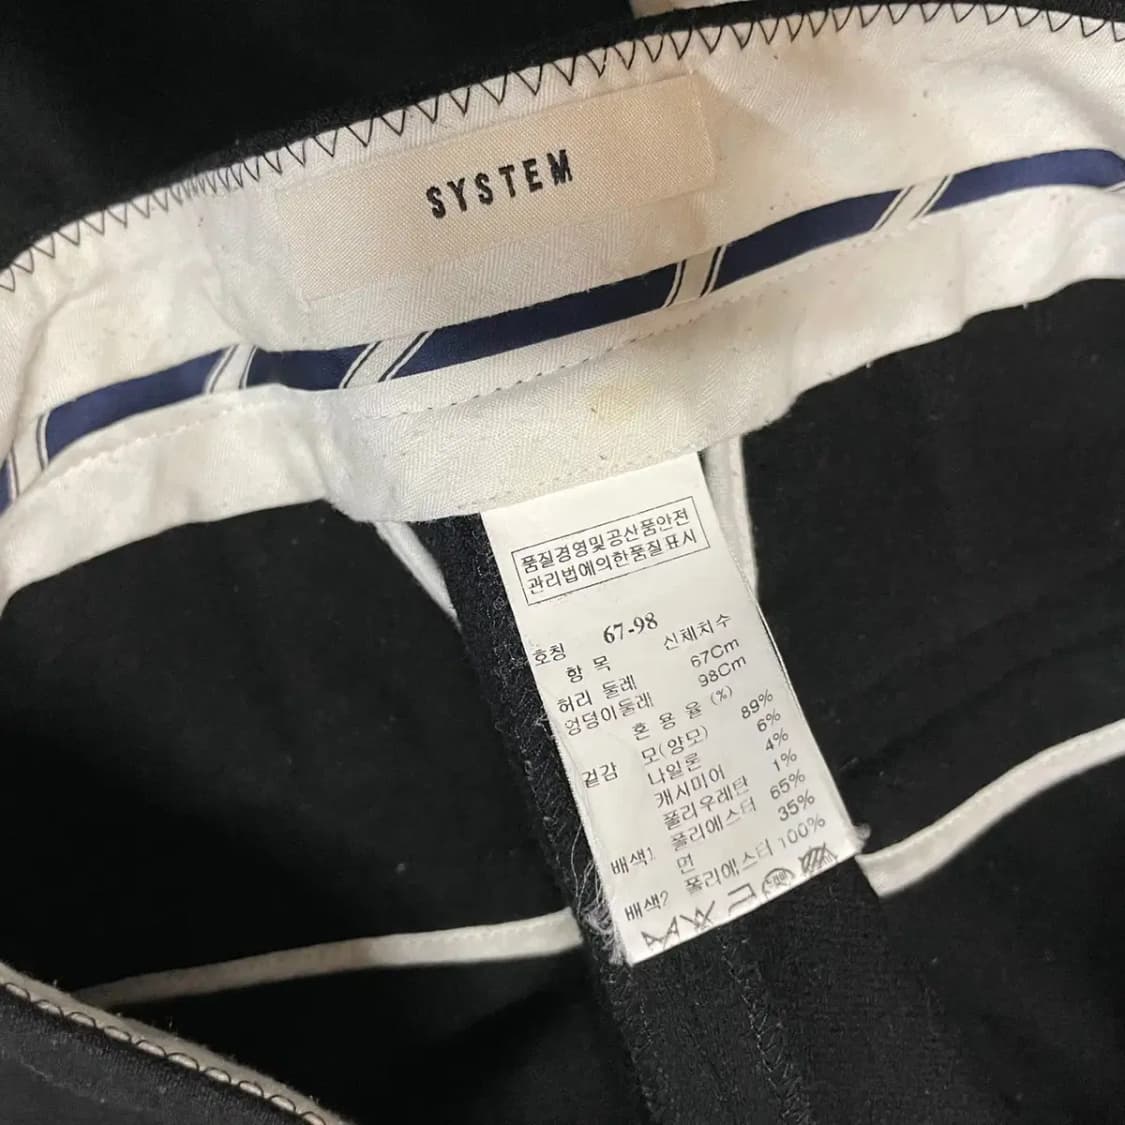 SYSTEM
품질경영및공산품안전
관리법에의한품질표시
호칭 67-98
항 목 신체치수
허리 둘레 67Cm
엉덩이둘레 98Cm
혼 용 율 (%)
겉감 모(양모) 89%
나일론 6%
캐시미어 4%
폴리우레탄 1%
배색1 폴리에스터 65%
면 35%
배색2 폴리에스터 100%